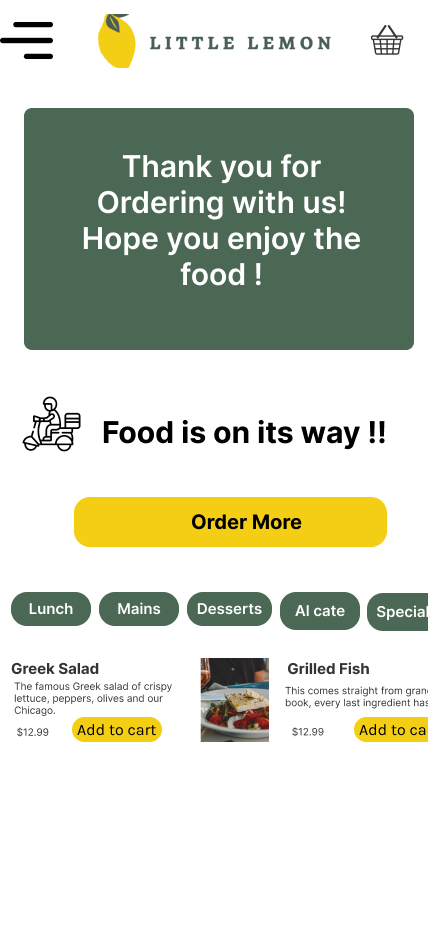 LITTLE LEMON
Thank you for
Ordering with us!
Hope you enjoy the
food !
Food is on its way !!
Order More
Lunch
Mains
Desserts
Al cate
Special
Greek Salad
The famous Greek salad of crispy
lettuce, peppers, olives and our
Chicago.
$12.99
Add to cart
Grilled Fish
This comes straight from gran
book, every last ingredient has
$12.99
Add to ca